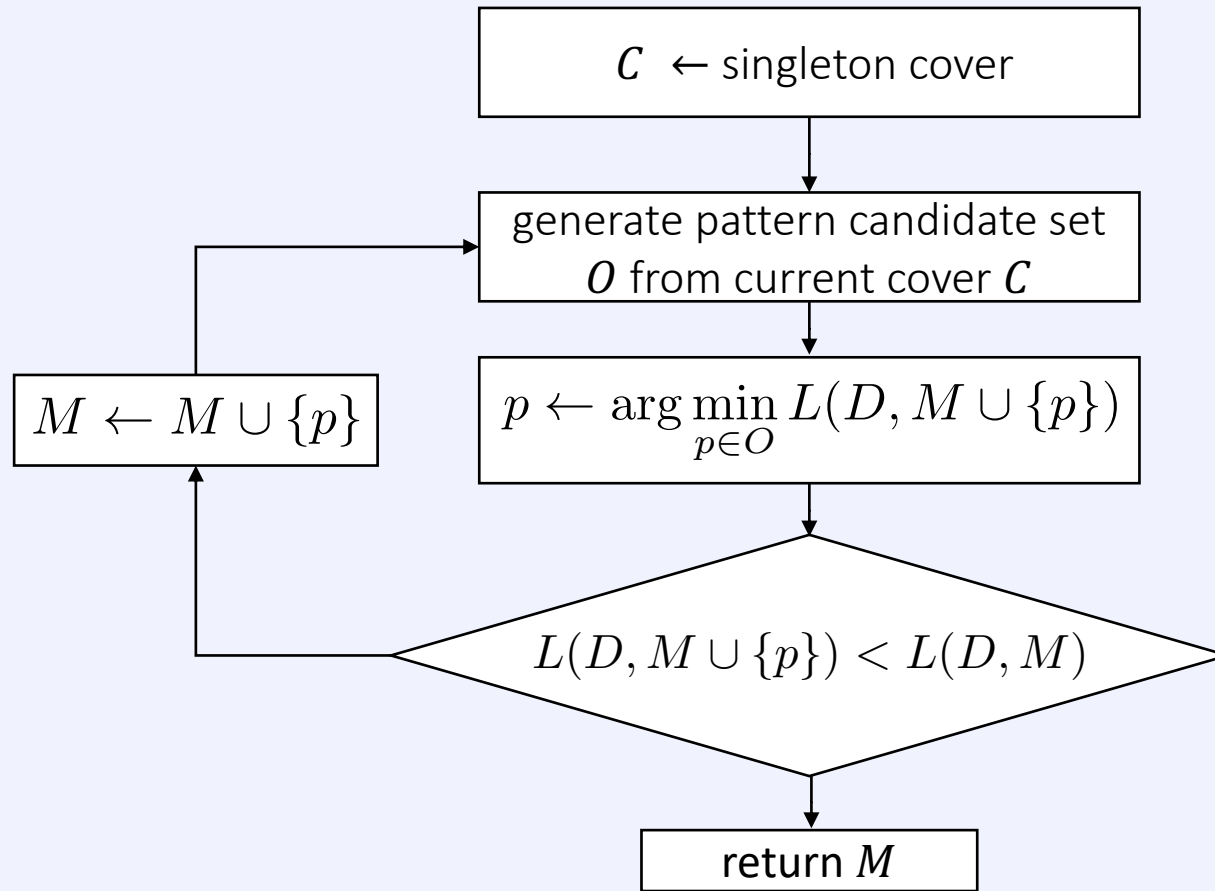 C ← singleton cover
generate pattern candidate set
O from current cover C
M ← M ∪ {p}
p ← arg min L(D, M ∪ {p})
p∈O
L(D, M ∪ {p}) < L(D, M)
return M